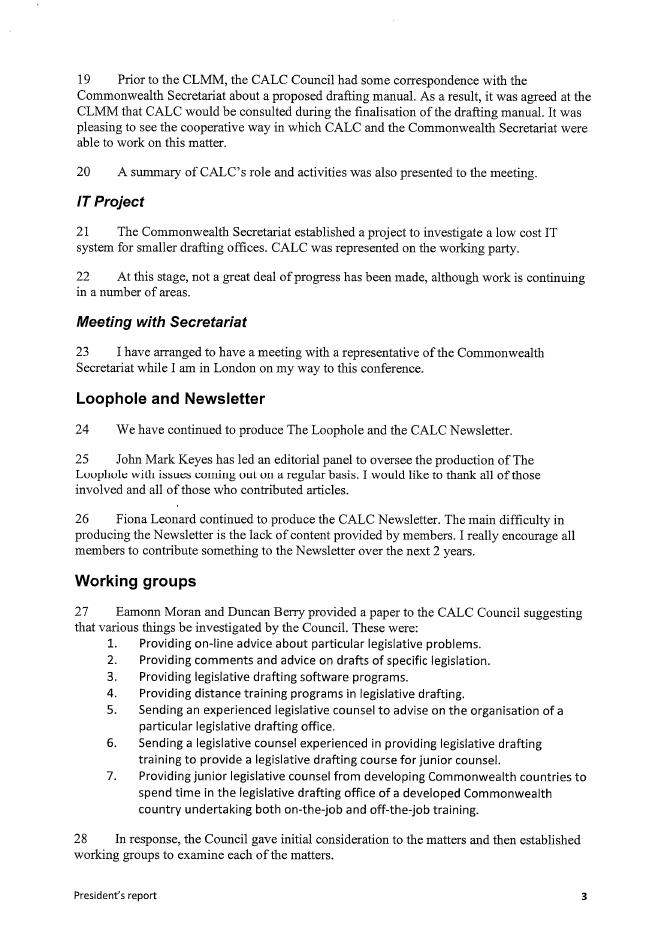 19 Prior to the CLMM, the CALC Council had some correspondence with the
Commonwealth Secretariat about a proposed drafting manual. As a result, it was agreed at the
CLMM that CALC would be consulted during the finalisation of the drafting manual. It was
pleasing to see the cooperative way in which CALC and the Commonwealth Secretariat were
able to work on this matter.
20 A summary of CALC's role and activities was also presented to the meeting.
IT Project
21 The Commonwealth Secretariat established a project to investigate a low cost IT
system for smaller drafting offices. CALC was represented on the working party.
22 At this stage, not a great deal of progress has been made, although work is continuing
in a number of areas.
Meeting with Secretariat
23 I have arranged to have a meeting with a representative of the Commonwealth
Secretariat while I am in London on my way to this conference.
Loophole and Newsletter
24 We have continued to produce The Loophole and the CALC Newsletter.
25 John Mark Keyes has led an editorial panel to oversee the production of The
Loophole with issues coming out on a regular basis. I would like to thank all of those
involved and all of those who contributed articles.
26 Fiona Leonard continued to produce the CALC Newsletter. The main difficulty in
producing the Newsletter is the lack of content provided by members. I really encourage all
members to contribute something to the Newsletter over the next 2 years.
Working groups
27 Eamonn Moran and Duncan Berry provided a paper to the CALC Council suggesting
that various things be investigated by the Council. These were:
1. Providing on-line advice about particular legislative problems.
2. Providing comments and advice on drafts of specific legislation.
3. Providing legislative drafting software programs.
4. Providing distance training programs in legislative drafting.
5. Sending an experienced legislative counsel to advise on the organisation of a
particular legislative drafting office.
6. Sending a legislative counsel experienced in providing legislative drafting
training to provide a legislative drafting course for junior counsel.
7. Providing junior legislative counsel from developing Commonwealth countries to
spend time in the legislative drafting office of a developed Commonwealth
country undertaking both on-the-job and off-the-job training.
28 In response, the Council gave initial consideration to the matters and then established
working groups to examine each of the matters.
President's report 3